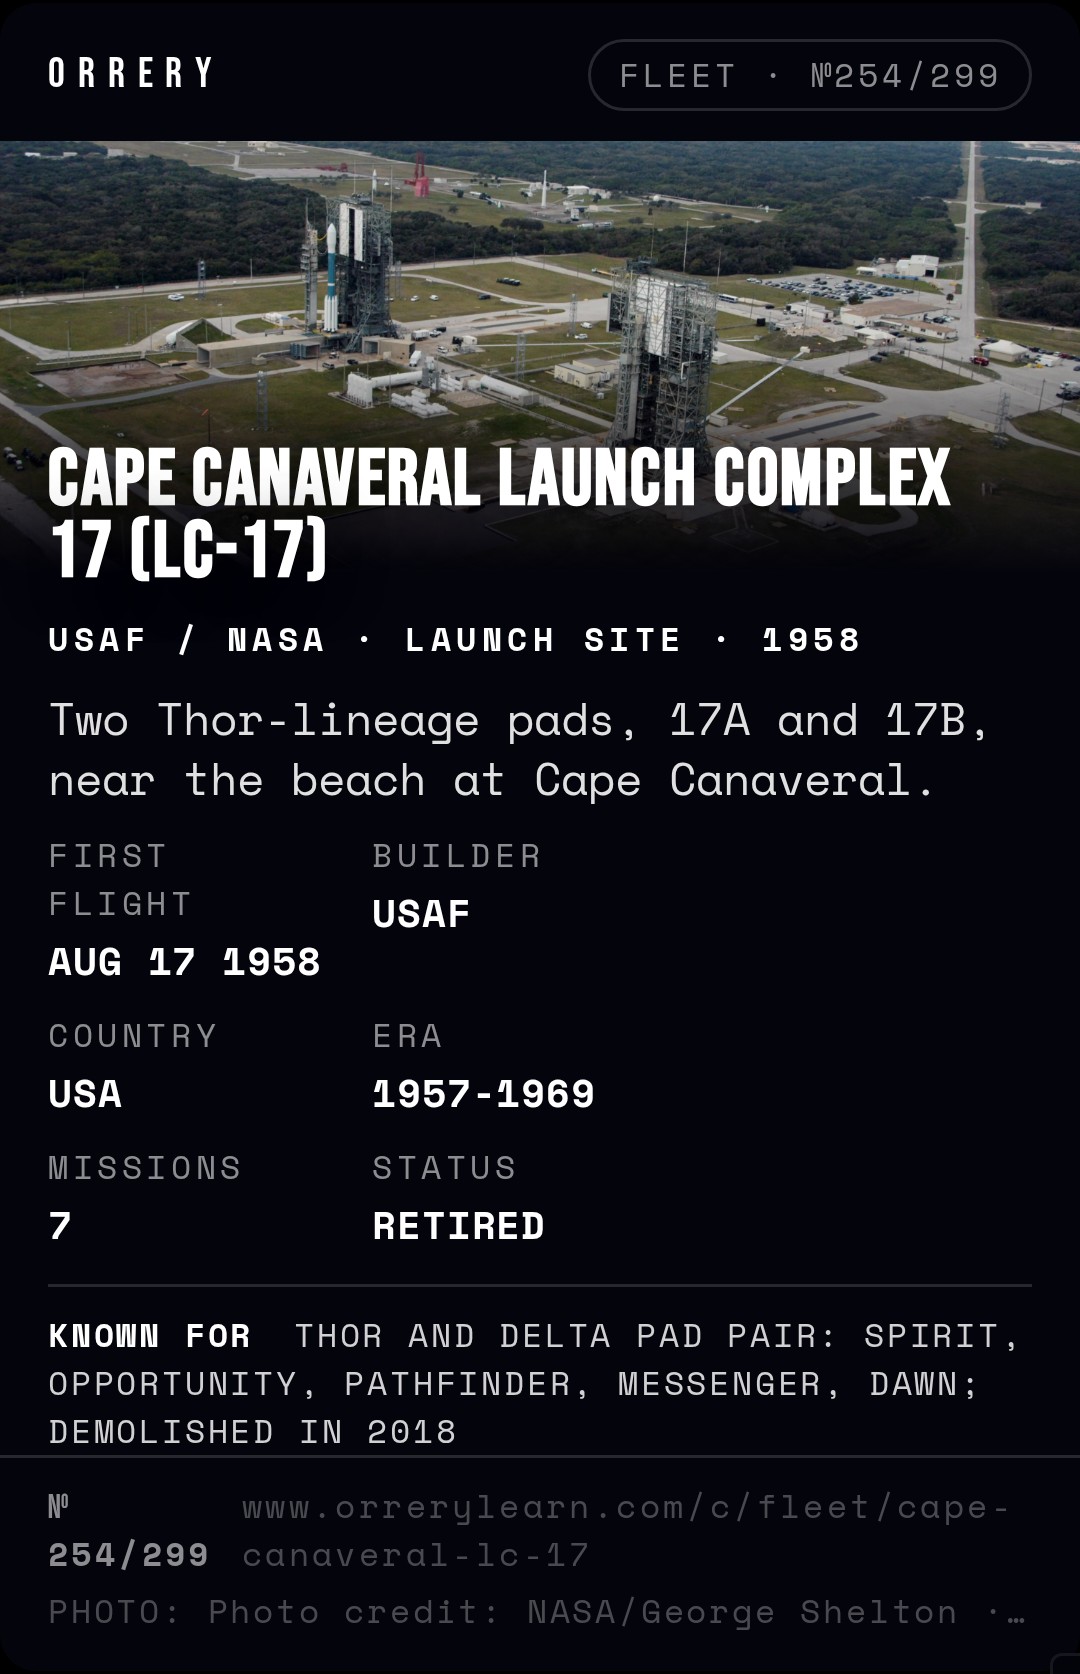 ORRERY
FLEET · №254/299
CAPE CANAVERAL LAUNCH COMPLEX
17 (LC-17)
USAF / NASA · LAUNCH SITE · 1958
Two Thor-lineage pads, 17A and 17B,
near the beach at Cape Canaveral.
FIRST
FLIGHT
AUG 17 1958
BUILDER
USAF
COUNTRY
USA
ERA
1957-1969
MISSIONS
7
STATUS
RETIRED
KNOWN FOR THOR AND DELTA PAD PAIR: SPIRIT,
OPPORTUNITY, PATHFINDER, MESSENGER, DAWN;
DEMOLISHED IN 2018
№
254/299
www.orrerylearn.com/c/fleet/cape-
canaveral-lc-17
PHOTO: Photo credit: NASA/George Shelton ·…